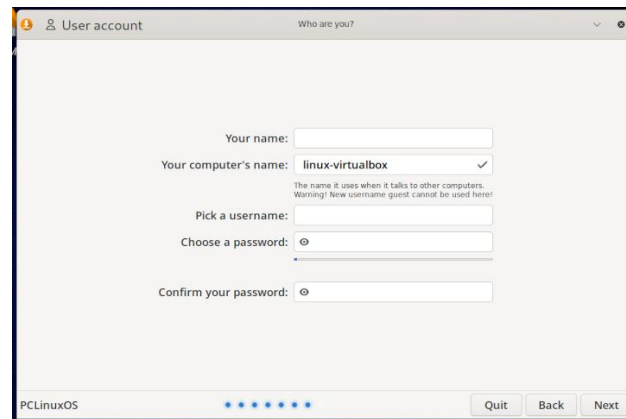 User account
Who are you?
Your name:
Your computer's name: linux-virtualbox
The name it uses when it talks to other computers.
Warning! New username guest cannot be used here!
Pick a username:
Choose a password:
Confirm your password:
PCLinuxOS
Quit Back Next